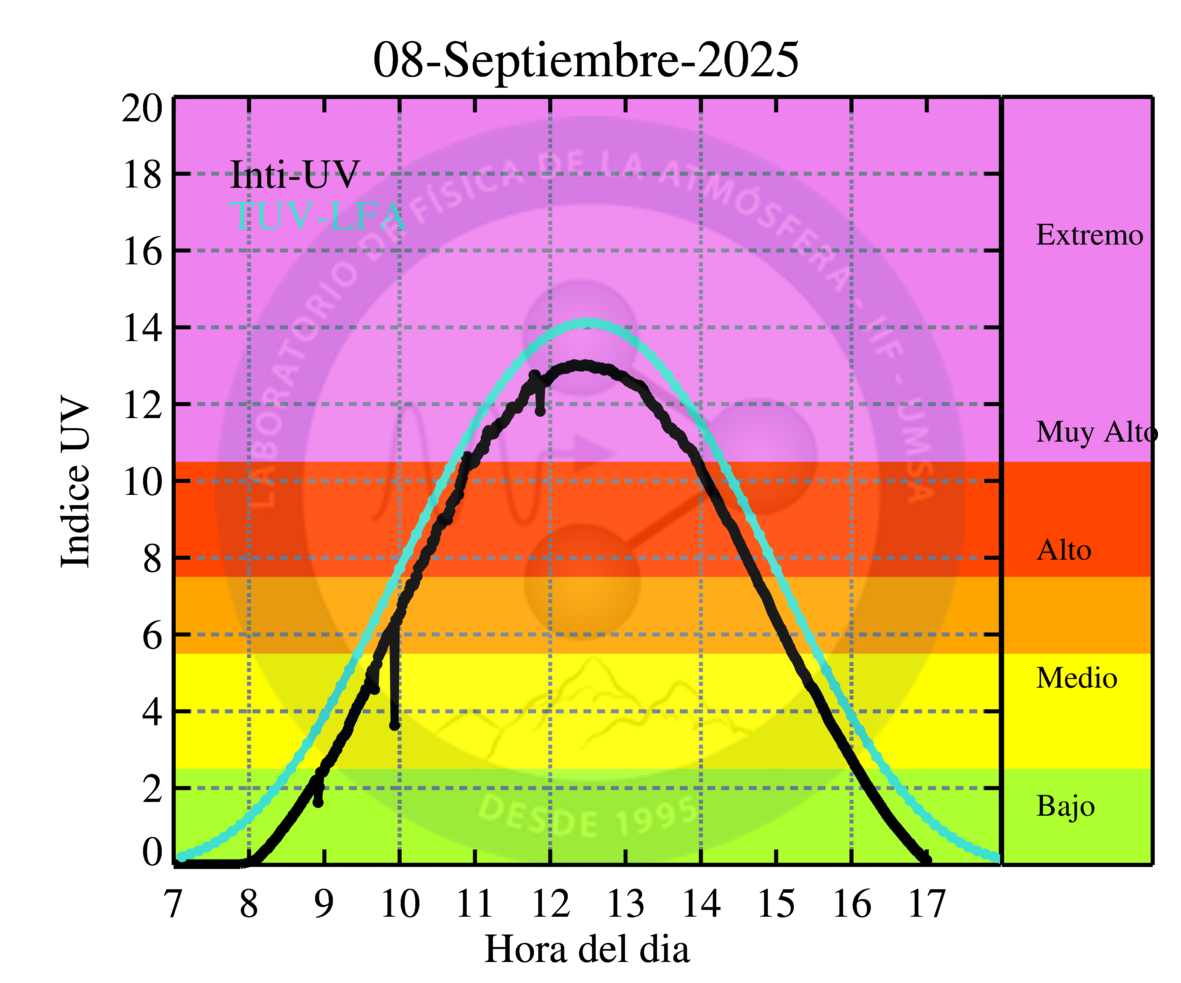 08-Septiembre-2025
Inti-UV
TUV-LFA
LABORATORIO DE FÍSICA DE LA ATMÓSFERA - IIF - UMSA
DESDE 1995
Indice UV
20
18
16
14
12
10
8
6
4
2
0
Extremo
Muy Alto
Alto
Medio
Bajo
7 8 9 10 11 12 13 14 15 16 17
Hora del dia